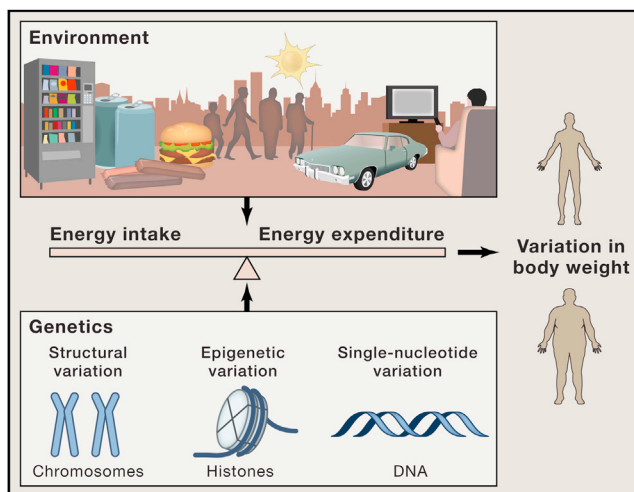 Environment
Energy intake
Energy expenditure
Variation in
body weight
Genetics
Structural
variation
Epigenetic
variation
Single-nucleotide
variation
Chromosomes
Histones
DNA